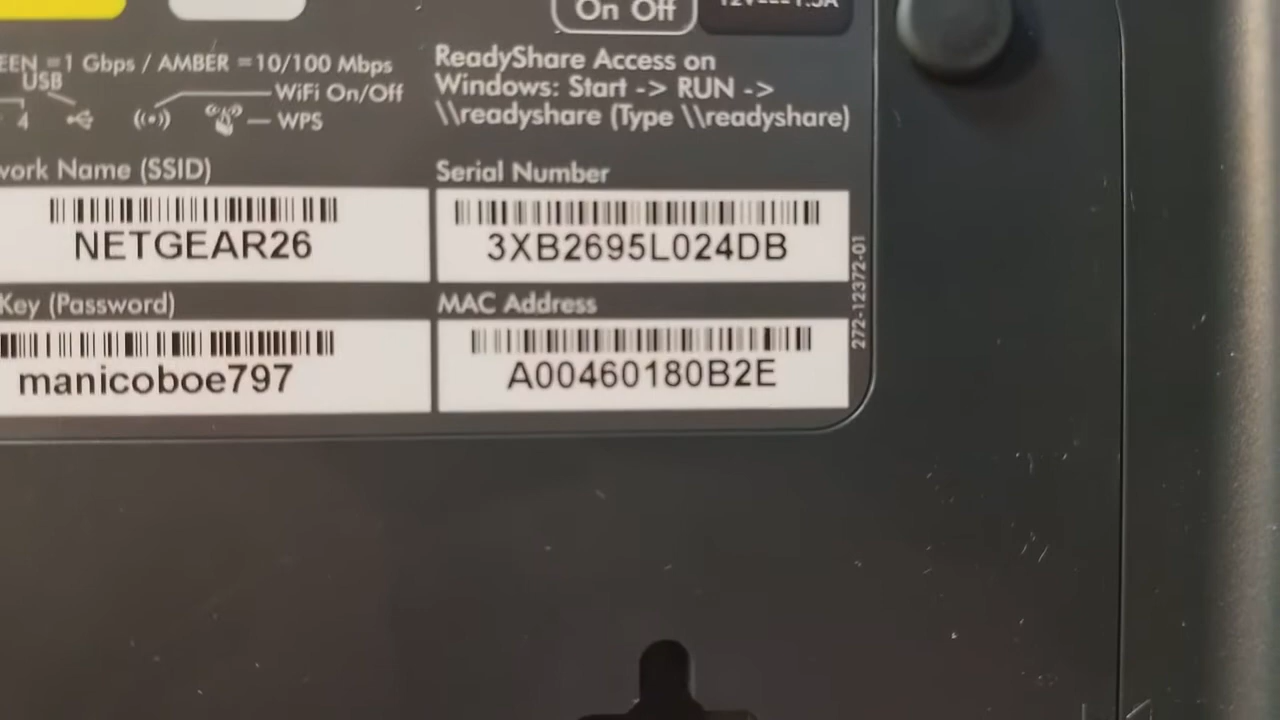 On Off
EEN =1 Gbps / AMBER =10/100 Mbps
USB
WiFi On/Off
4
WPS
ReadyShare Access on
Windows: Start -> RUN ->
\\readyshare (Type \\readyshare)
Name (SSID)
NETGEAR26
Serial Number
3XB2695L024DB
Key (Password)
manicoboe797
MAC Address
A00460180B2E
272-12372-01